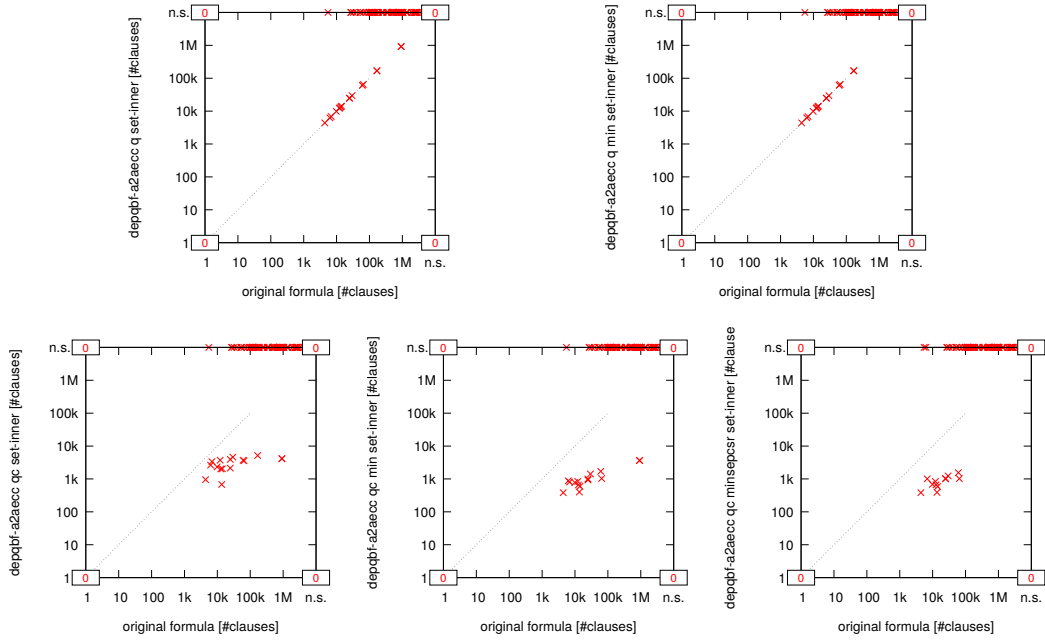 n.s. 0 0
1M
100k
10k
1k
100
10
1 0 0
1 10 100 1k 10k 100k 1M n.s.
original formula [#clauses]
depqbf-a2aecc q set-inner [#clauses]
n.s. 0 0
1M
100k
10k
1k
100
10
1 0 0
1 10 100 1k 10k 100k 1M n.s.
original formula [#clauses]
depqbf-a2aecc q min set-inner [#clauses]
n.s. 0 0
1M
100k
10k
1k
100
10
1 0 0
1 10 100 1k 10k 100k 1M n.s.
original formula [#clauses]
depqbf-a2aecc qc set-inner [#clauses]
n.s. 0 0
1M
100k
10k
1k
100
10
1 0 0
1 10 100 1k 10k 100k 1M n.s.
original formula [#clauses]
depqbf-a2aecc qc min set-inner [#clauses]
n.s. 0 0
1M
100k
10k
1k
100
10
1 0 0
1 10 100 1k 10k 100k 1M n.s.
original formula [#clauses]
depqbf-a2aecc qc minsepcsr set-inner [#clause